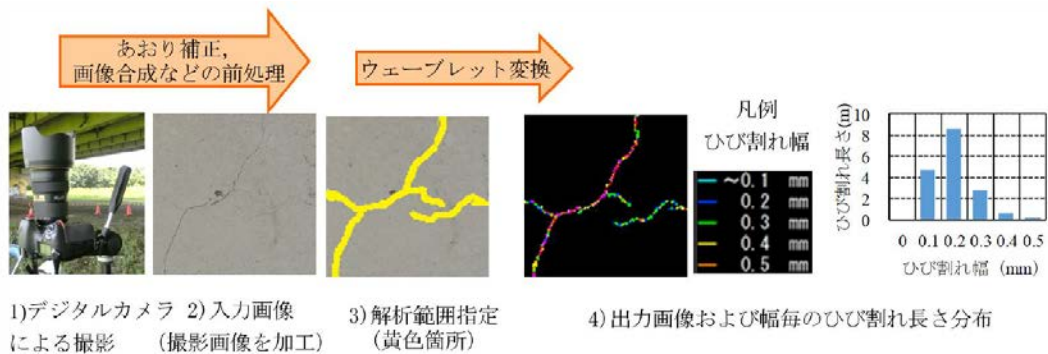 あおり補正,
画像合成などの前処理
ウェーブレット変換
凡例
ひび割れ幅
～0.1 mm
0.2 mm
0.3 mm
0.4 mm
0.5 mm
ひび割れ長さ(m)
10
8
6
4
2
0
0 0.1 0.2 0.3 0.4 0.5
ひび割れ幅 (mm)
1)デジタルカメラ
による撮影
2)入力画像
(撮影画像を加工)
3)解析範囲指定
(黄色箇所)
4)出力画像および幅毎のひび割れ長さ分布